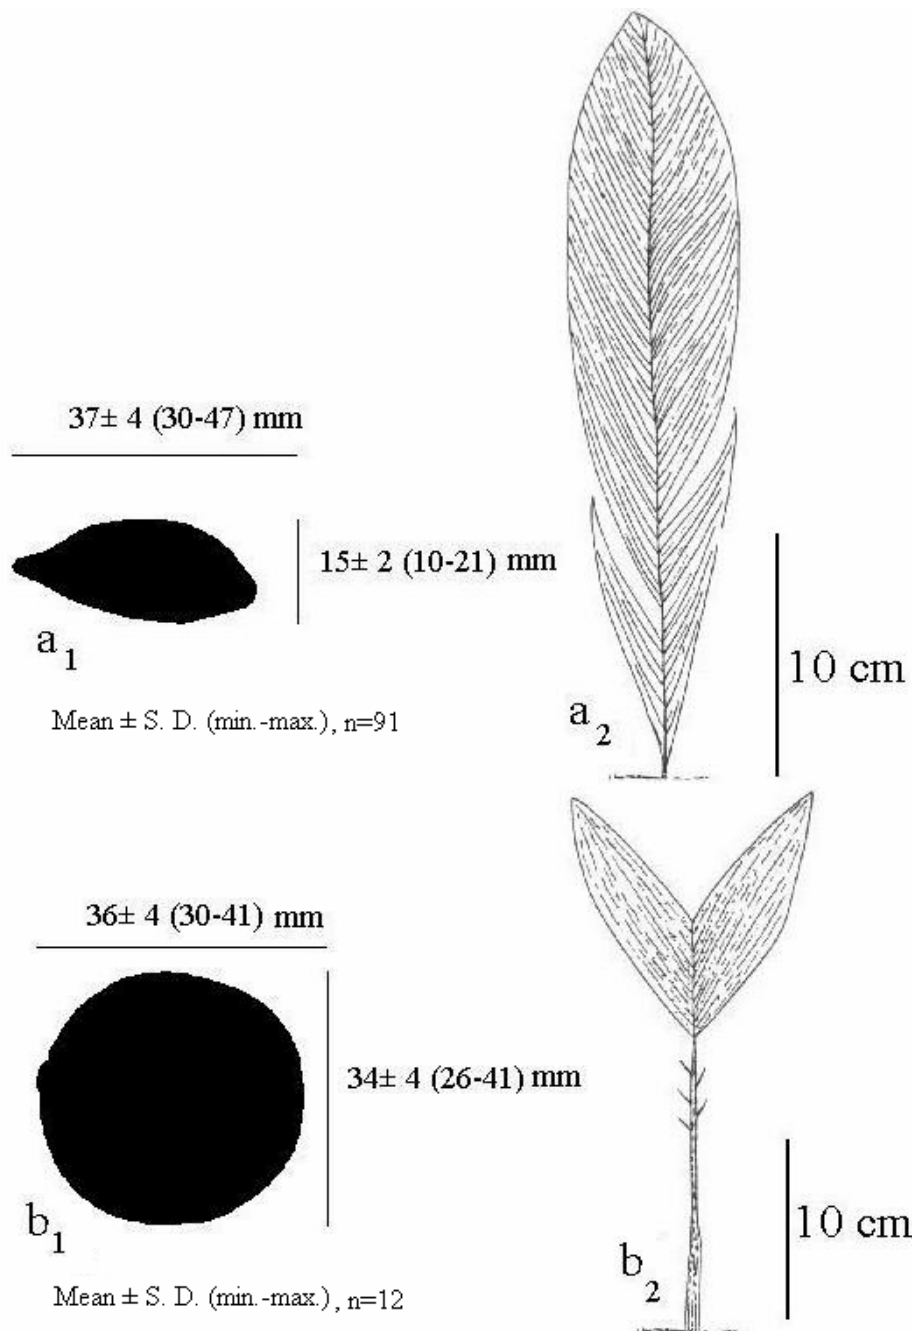 37± 4 (30-47) mm
15± 2 (10-21) mm
a1
Mean ± S. D. (min.-max.), n=91
10 cm
a2
36± 4 (30-41) mm
34± 4 (26-41) mm
b1
Mean ± S. D. (min.-max.), n=12
10 cm
b2